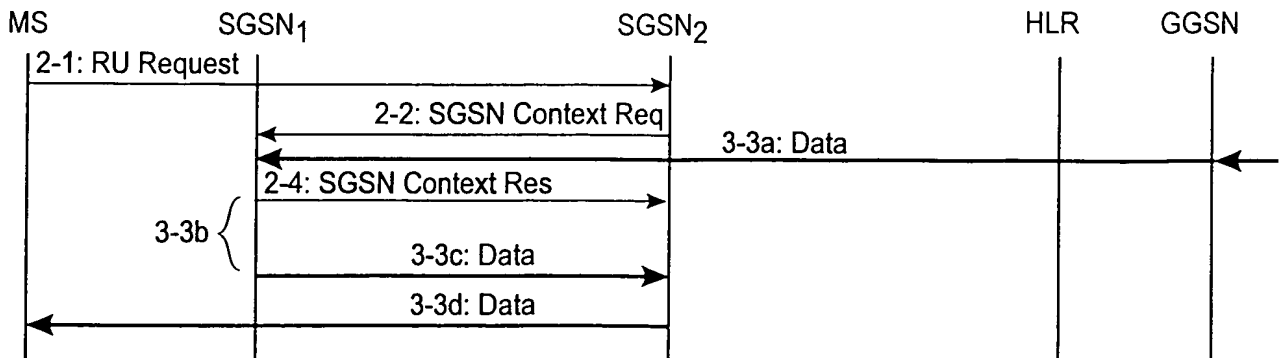 MS SGSN1 SGSN2 HLR GGSN
2-1: RU Request
2-2: SGSN Context Req
3-3a: Data
2-4: SGSN Context Res
3-3b
3-3c: Data
3-3d: Data